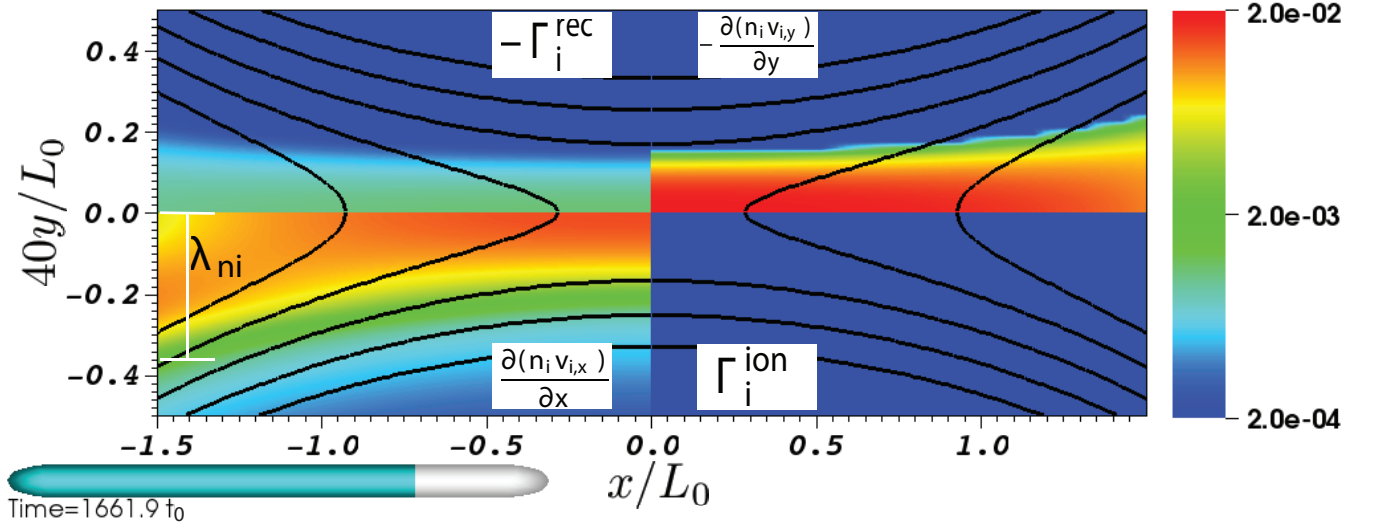 −Γ_i^rec
− ∂(n_i v_{i,y})/∂y
2.0e-02
2.0e-03
2.0e-04
0.4
0.2
0.0
−0.2
−0.4
40y/L_0
λ_ni
∂(n_i v_{i,x})/∂x
Γ_i^ion
−1.5
−1.0
−0.5
0.0
0.5
1.0
x/L_0
Time=1661.9 t_0